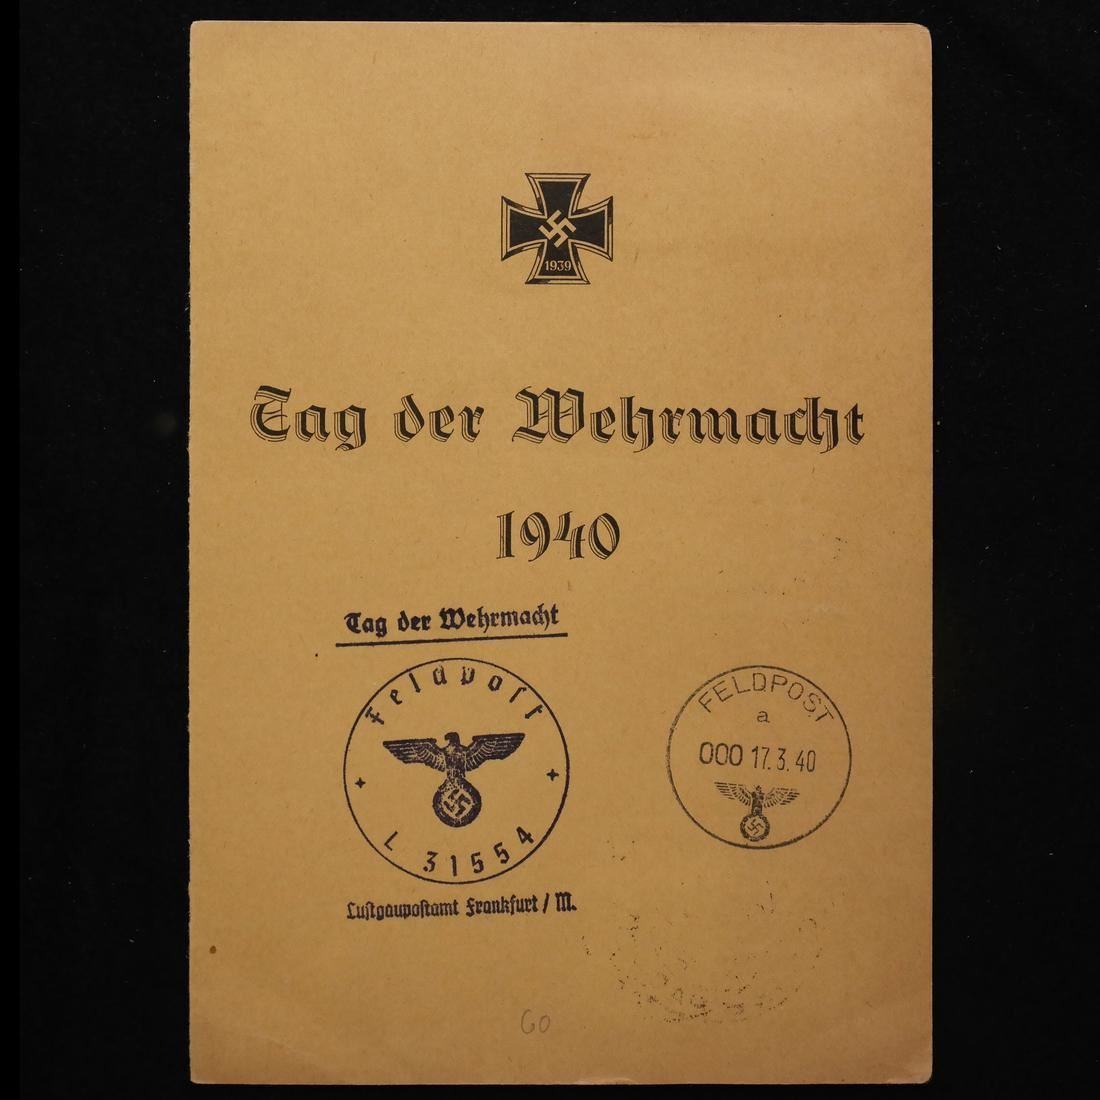 1939
Tag der Wehrmacht
1940
Tag der Wehrmacht
Feldpost
L 31554
Luftgaupostamt Frankfurt / M.
FELDPOST
a
000 17.3.40
60